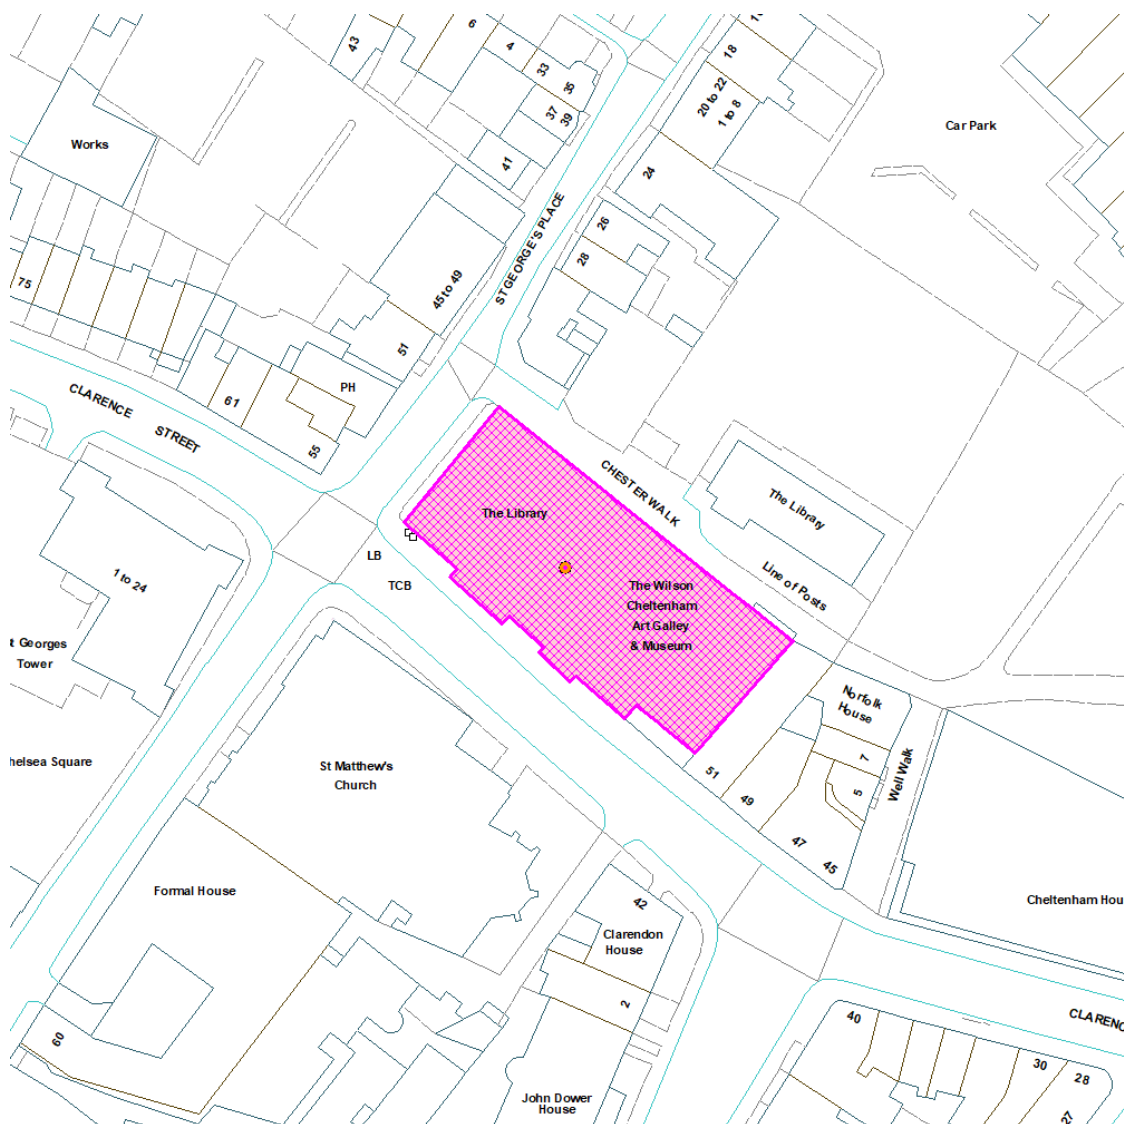 43
6
4
33
35
37
39
41
18
20 to 22
1 to 8
24
Car Park
Works
ST GEORGE'S PLACE
26
28
75
45 to 49
51
PH
61
55
CLARENCE
STREET
CHESTER WALK
The Library
The Library
Line of Posts
LB
TCB
The Wilson
Cheltenham
Art Galley
& Museum
1 to 24
t Georges
Tower
helsea Square
Norfolk
House
7
5
Well Walk
51
49
47
45
St Matthew's
Church
Formal House
42
Clarendon
House
2
60
Cheltenham Hou
CLARENC
40
30
28
27
John Dower
House